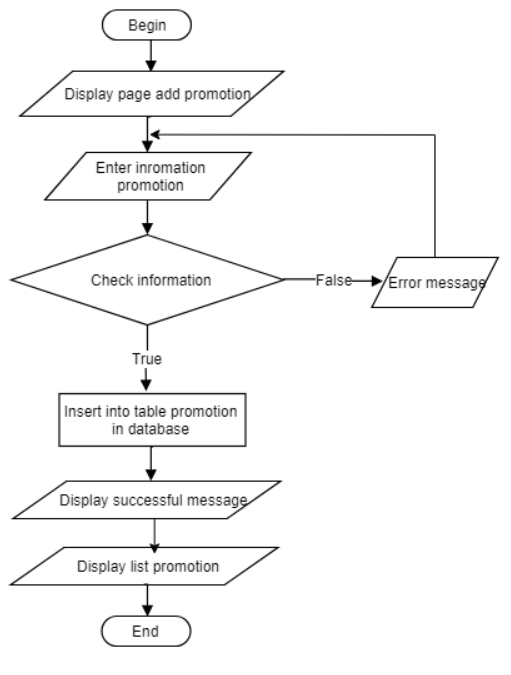 Begin
Display page add promotion
Enter inromation
promotion
Check information
False
Error message
True
Insert into table promotion
in database
Display successful message
Display list promotion
End